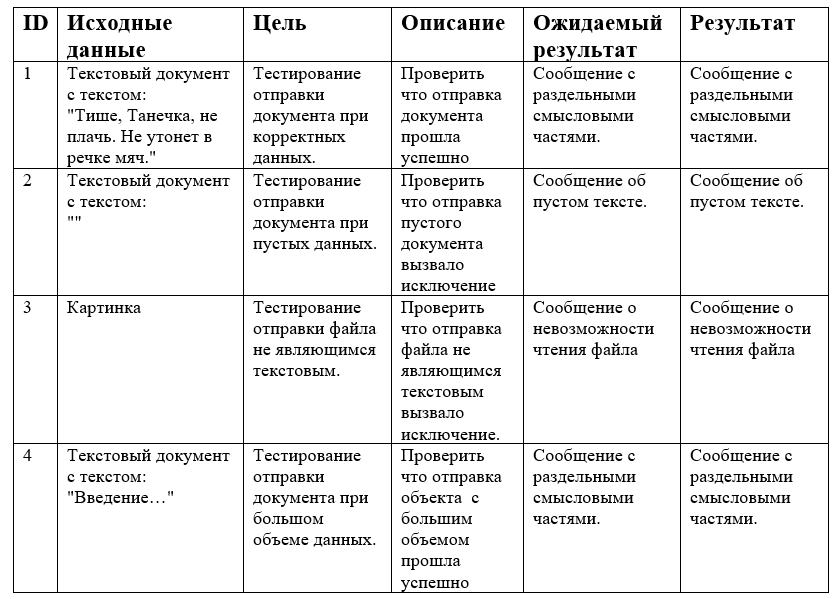 ID Исходные данные Цель Описание Ожидаемый результат Результат
1
Текстовый документ
с текстом:
"Тише, Танечка, не
плачь. Не утонет в
речке мяч."
Тестирование
отправки
документа при
корректных
данных.
Проверить
что отправка
документа
прошла
успешно
Сообщение с
раздельными
смысловыми
частями.
Сообщение с
раздельными
смысловыми
частями.
2
Текстовый документ
с текстом:
""
Тестирование
отправки
документа при
пустых данных.
Проверить
что отправка
пустого
документа
вызвало
исключение
Сообщение об
пустом тексте.
Сообщение об
пустом тексте.
3
Картинка
Тестирование
отправки файла
не являющимся
текстовым.
Проверить
что отправка
файла не
являющимся
текстовым
вызвало
исключение.
Сообщение о
невозможности
чтения файла
Сообщение о
невозможности
чтения файла
4
Текстовый документ
с текстом:
"Введение…"
Тестирование
отправки
документа при
большом
объеме данных.
Проверить
что отправка
объекта с
большим
объемом
прошла
успешно
Сообщение с
раздельными
смысловыми
частями.
Сообщение с
раздельными
смысловыми
частями.